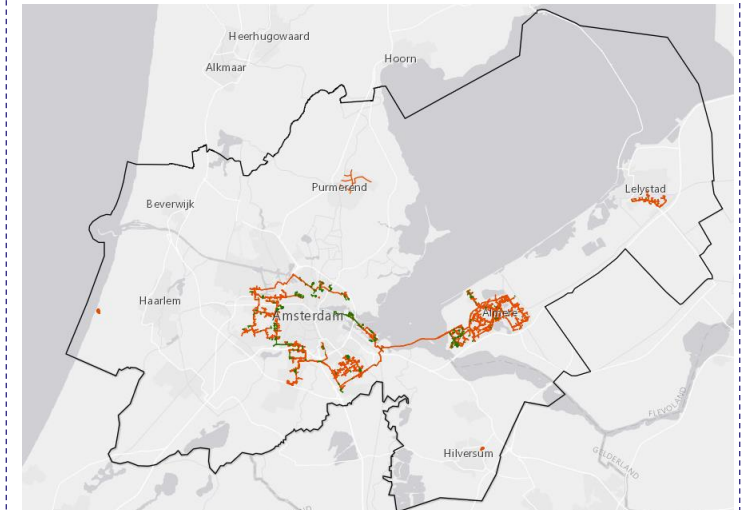 Heerhugowaard
Hoorn
Alkmaar
Purmerend
Lelystad
Beverwijk
Haarlem
Amsterdam
Almere
FLEVOLAND
GELDERLAND
Hilversum